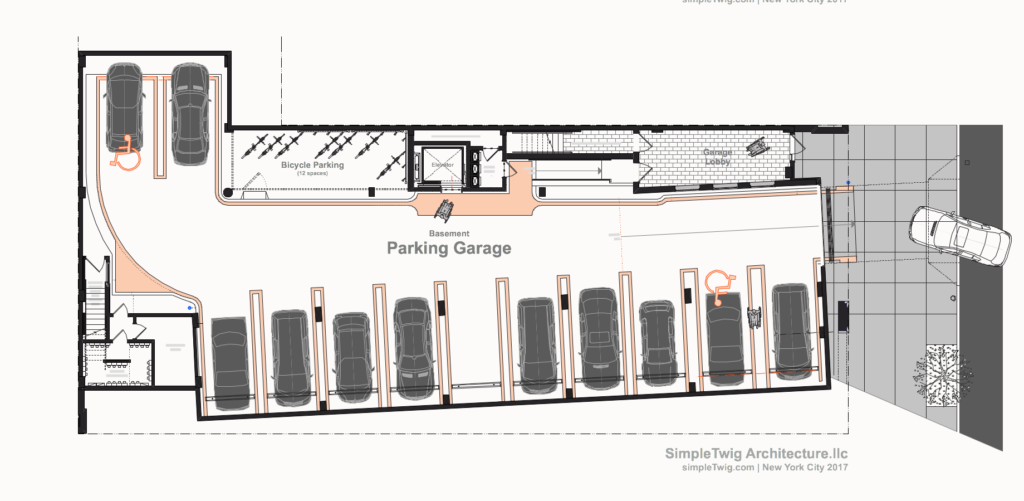 simpleTwig.com | New York City 2017
Bicycle Parking
(12 spaces)
Elevator
Garage
Lobby
Basement
Parking Garage
SimpleTwig Architecture.llc
simpleTwig.com | New York City 2017